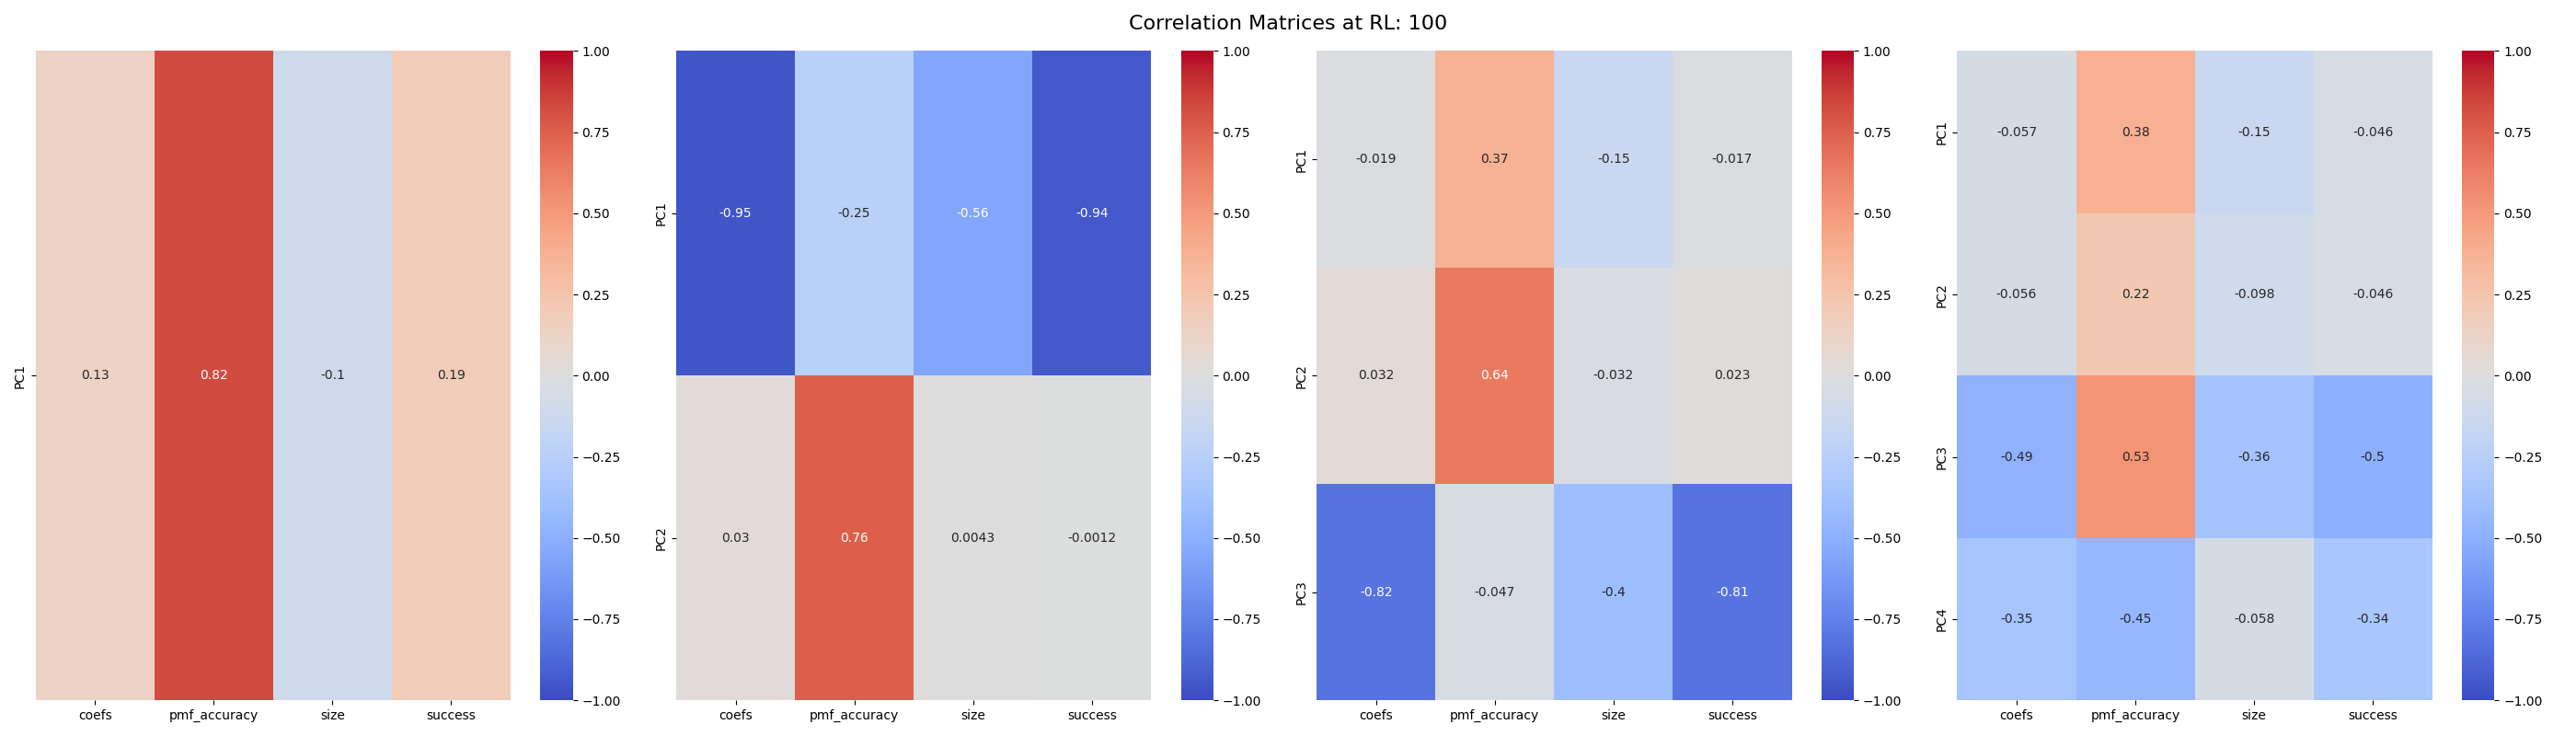 Correlation Matrices at RL: 100
PC1
0.13 0.82 -0.1 0.19
coefs pmf_accuracy size success
1.00
0.75
0.50
0.25
0.00
−0.25
−0.50
−0.75
−1.00
PC1
-0.95 -0.25 -0.56 -0.94
PC2
0.03 0.76 0.0043 -0.0012
coefs pmf_accuracy size success
1.00
0.75
0.50
0.25
0.00
−0.25
−0.50
−0.75
−1.00
PC1
-0.019 0.37 -0.15 -0.017
PC2
0.032 0.64 -0.032 0.023
PC3
-0.82 -0.047 -0.4 -0.81
coefs pmf_accuracy size success
1.00
0.75
0.50
0.25
0.00
−0.25
−0.50
−0.75
−1.00
PC1
-0.057 0.38 -0.15 -0.046
PC2
-0.056 0.22 -0.098 -0.046
PC3
-0.49 0.53 -0.36 -0.5
PC4
-0.35 -0.45 -0.058 -0.34
coefs pmf_accuracy size success
1.00
0.75
0.50
0.25
0.00
−0.25
−0.50
−0.75
−1.00